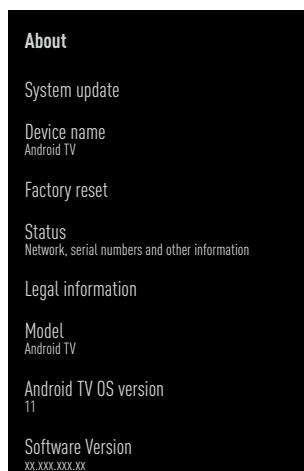 About
System update
Device name
Android TV
Factory reset
Status
Network, serial numbers and other information
Legal information
Model
Android TV
Android TV OS version
11
Software Version
xx.xxx.xxx.xx